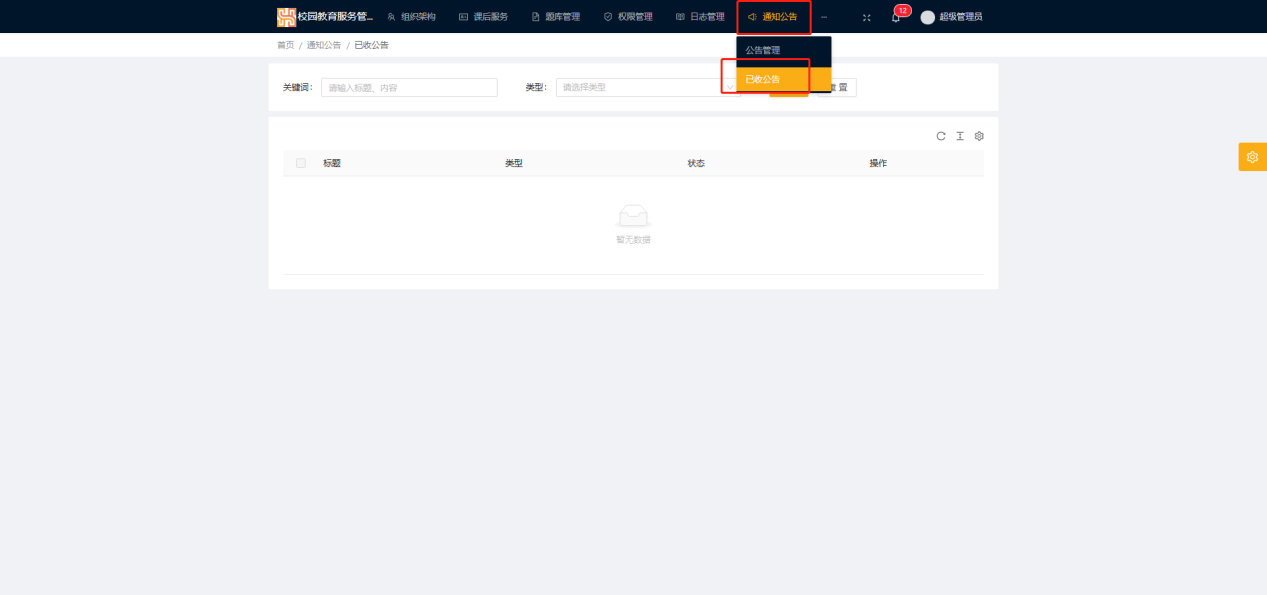 校园教育服务管... 组织架构 课后服务 题库管理 权限管理 日志管理 通知公告 ... 12 超级管理员
首页 / 通知公告 / 已收公告
公告管理
已收公告
关键词: 请输入标题、内容 类型: 请选择类型 置
标题 类型 状态 操作
暂无数据